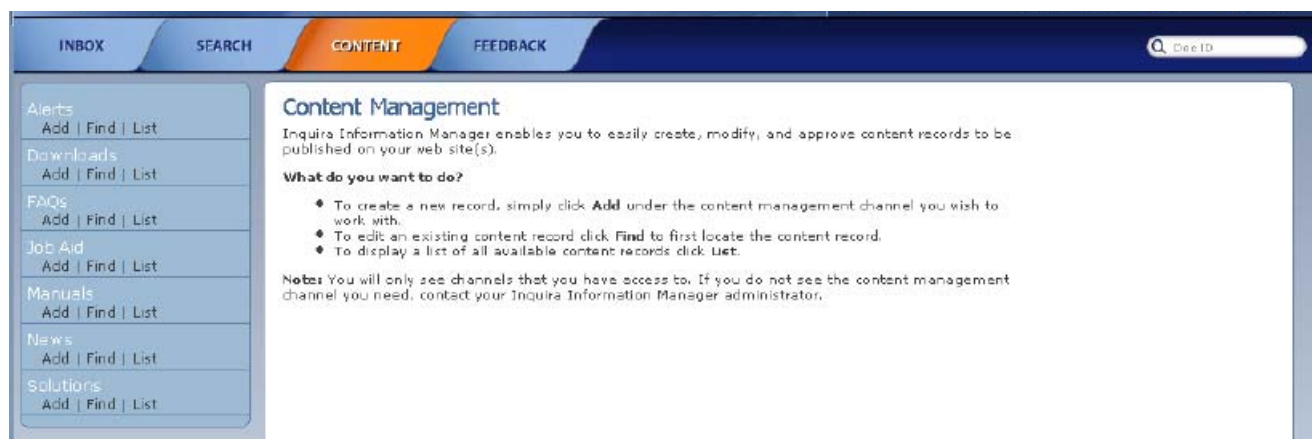 INBOX
SEARCH
CONTENT
FEEDBACK
Doc ID
Alerts
Add | Find | List
Downloads
Add | Find | List
FAQs
Add | Find | List
Job Aid
Add | Find | List
Manuals
Add | Find | List
News
Add | Find | List
Solutions
Add | Find | List
Content Management
Inquira Information Manager enables you to easily create, modify, and approve content records to be
published on your web site(s).
What do you want to do?
• To create a new record, simply click Add under the content management channel you wish to
work with.
• To edit an existing content record click Find to first locate the content record.
• To display a list of all available content records click List.
Note: You will only see channels that you have access to. If you do not see the content management
channel you need, contact your Inquira Information Manager administrator.